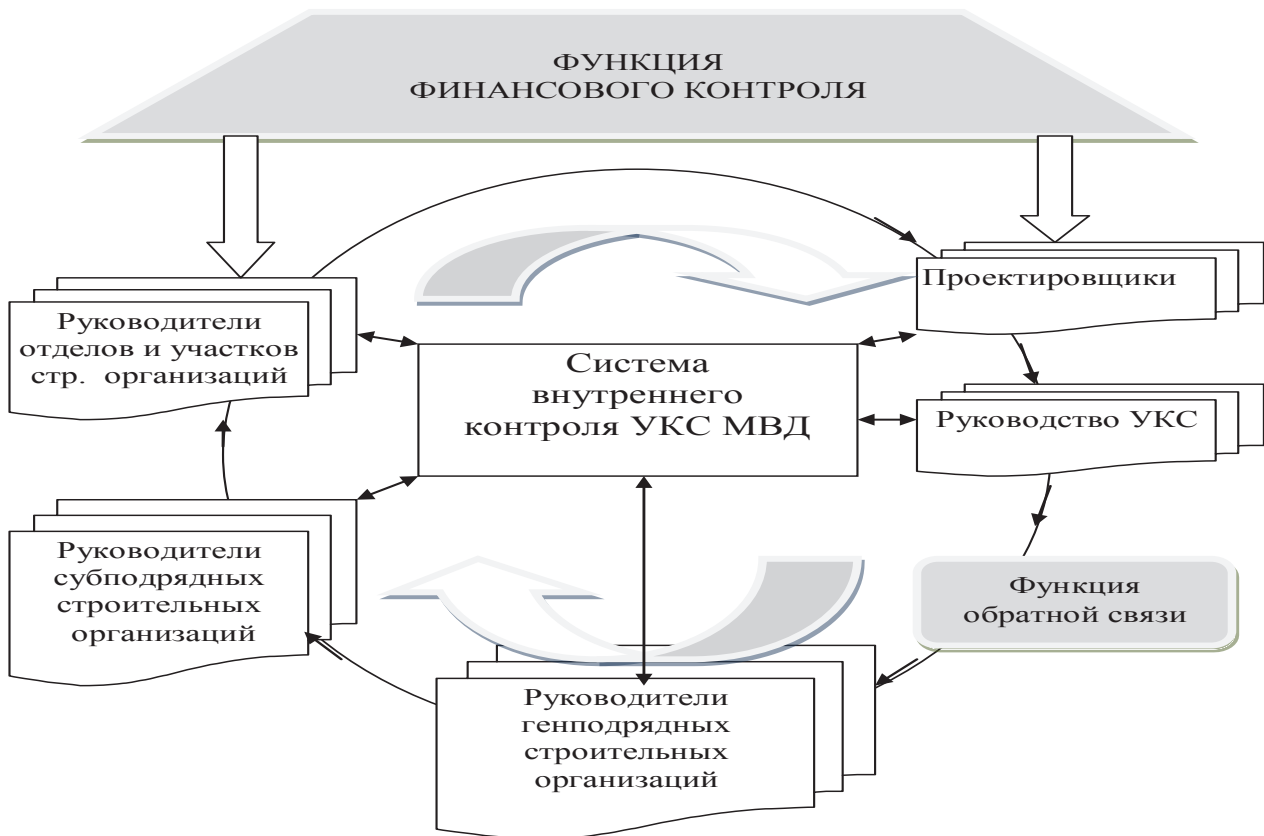 ФУНКЦИЯ
ФИНАНСОВОГО КОНТРОЛЯ
Проектировщики
Руководители
отделов и участков
стр. организаций
Система
внутреннего
контроля УКС МВД
Руководство УКС
Руководители
субподрядных
строительных
организаций
Функция
обратной связи
Руководители
генподрядных
строительных
организаций